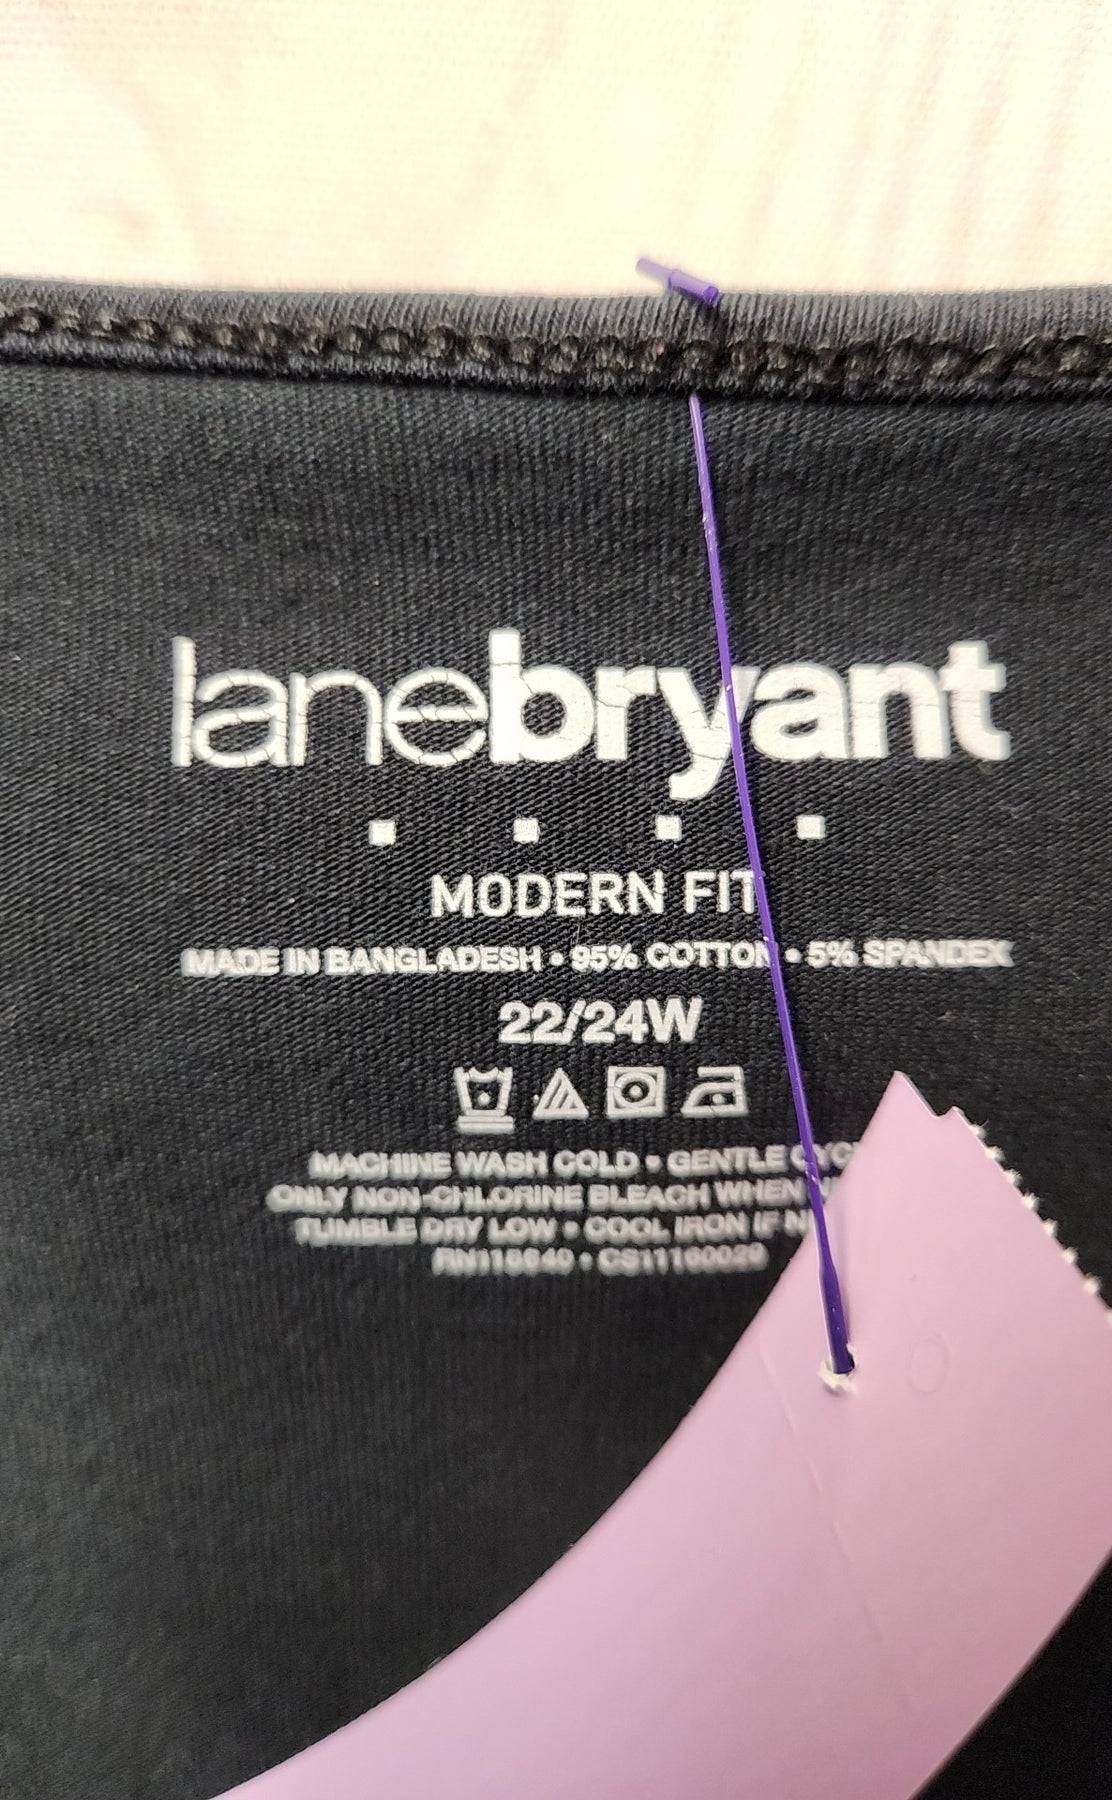 lanebryant
MODERN FIT
MADE IN BANGLADESH • 95% COTTON • 5% SPANDEX
22/24W
MACHINE WASH COLD • GENTLE
ONLY NON-CHLORINE BLEACH WHEN
TUMBLE DRY LOW • COOL IRON IF